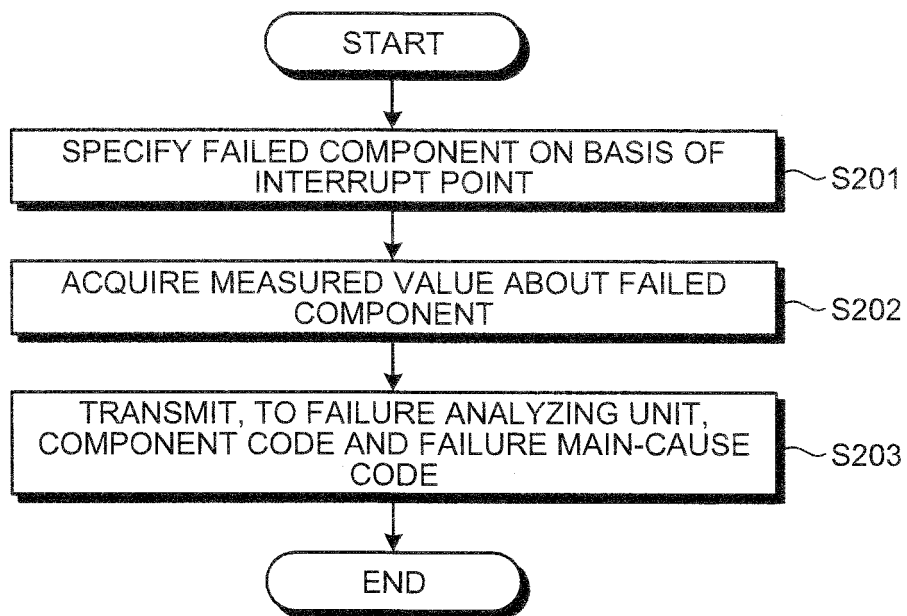 START
SPECIFY FAILED COMPONENT ON BASIS OF
INTERRUPT POINT
S201
ACQUIRE MEASURED VALUE ABOUT FAILED
COMPONENT
S202
TRANSMIT, TO FAILURE ANALYZING UNIT,
COMPONENT CODE AND FAILURE MAIN-CAUSE
CODE
S203
END